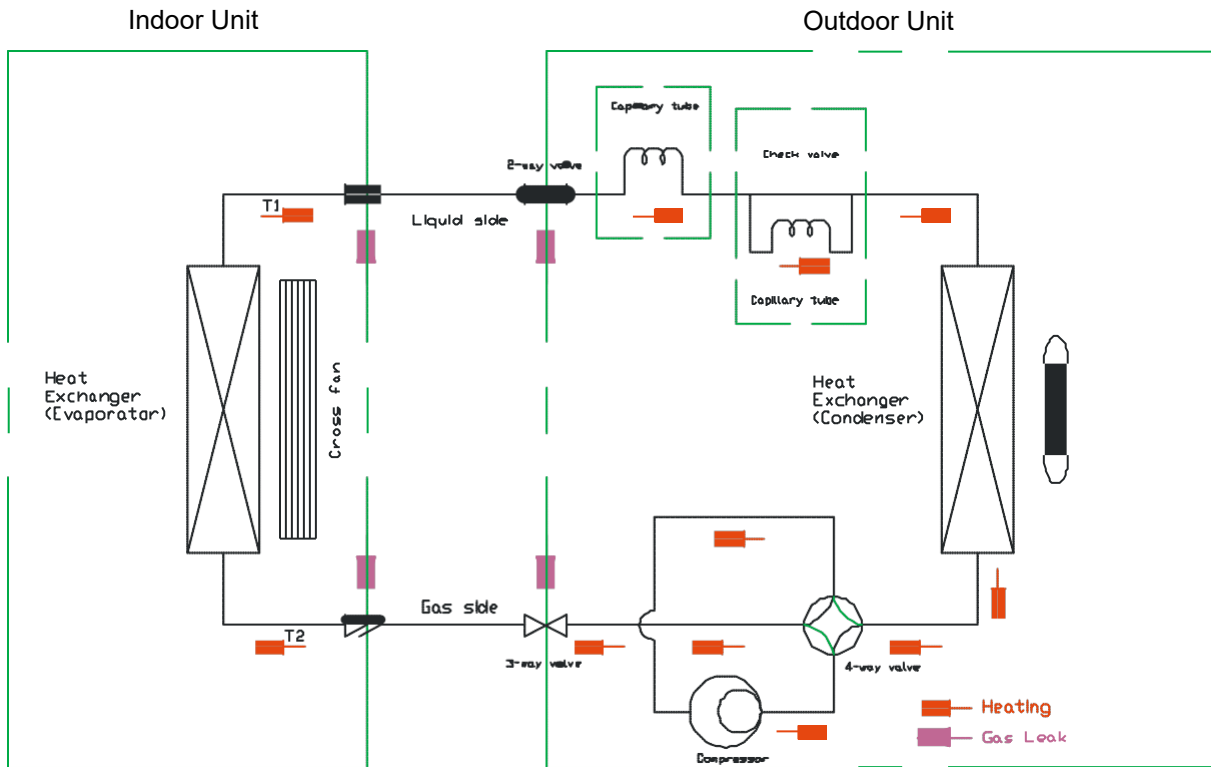 Indoor Unit
Outdoor Unit
Capillary tube
Check valve
2-way valve
T1
Liquid side
Capillary tube
Heat
Exchanger
(Evaporator)
Cross fan
Heat
Exchanger
(Condenser)
Gas side
T2
3-way valve
4-way valve
Compressor
Heating
Gas Leak